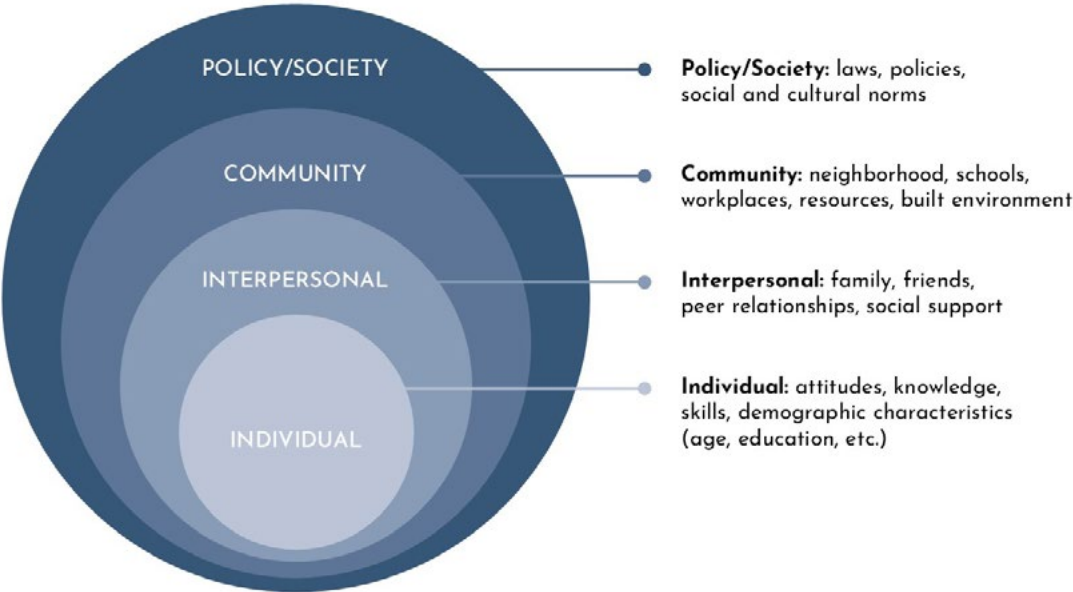 POLICY/SOCIETY
COMMUNITY
INTERPERSONAL
INDIVIDUAL
Policy/Society: laws, policies,
social and cultural norms
Community: neighborhood, schools,
workplaces, resources, built environment
Interpersonal: family, friends,
peer relationships, social support
Individual: attitudes, knowledge,
skills, demographic characteristics
(age, education, etc.)